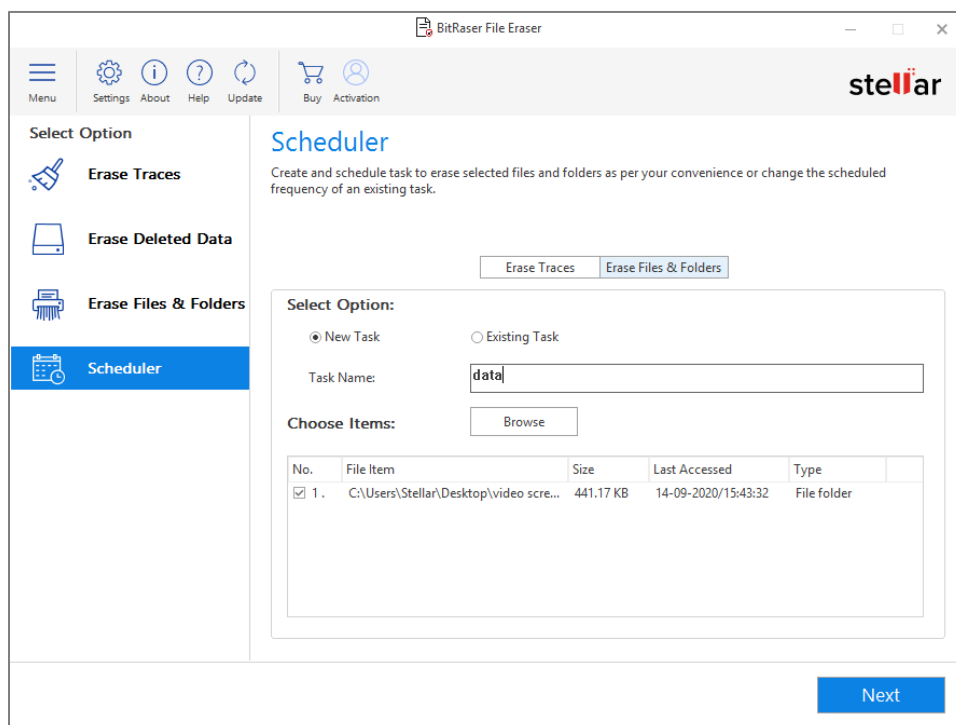 BitRaser File Eraser
Menu Settings About Help Update Buy Activation
stellar
Select Option
Erase Traces
Erase Deleted Data
Erase Files & Folders
Scheduler
Scheduler
Create and schedule task to erase selected files and folders as per your convenience or change the scheduled
frequency of an existing task.
Erase Traces Erase Files & Folders
Select Option:
New Task Existing Task
Task Name: data
Choose Items: Browse
No. File Item Size Last Accessed Type
1 . C:\Users\Stellar\Desktop\video scre... 441.17 KB 14-09-2020/15:43:32 File folder
Next